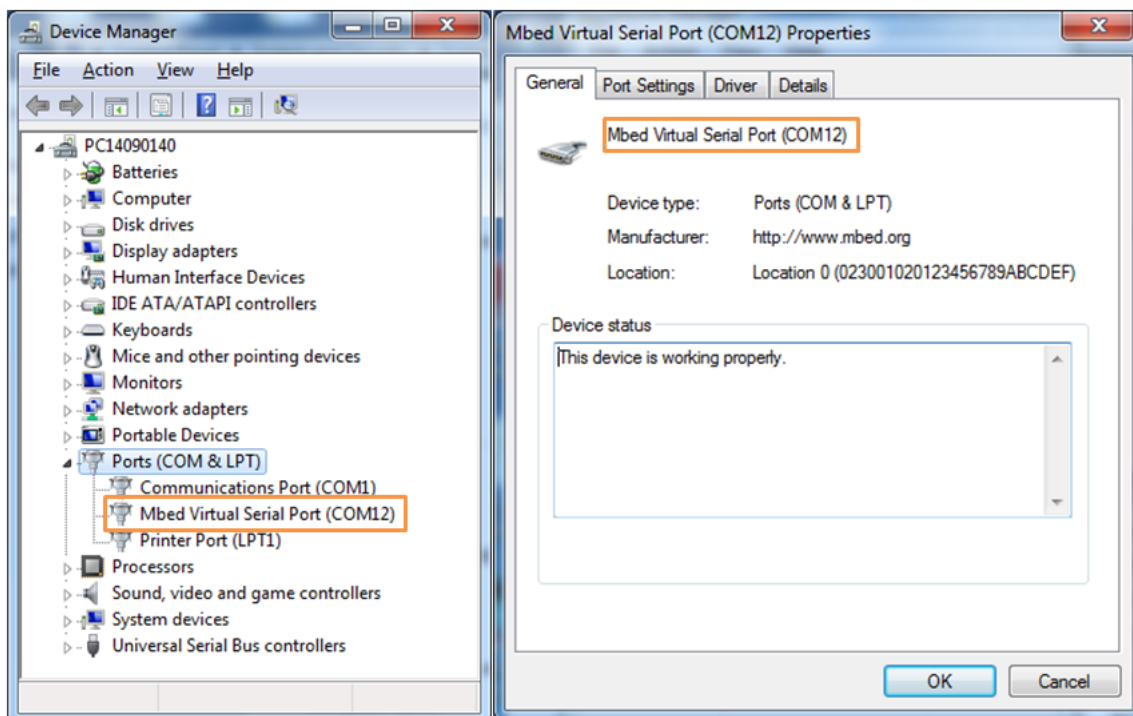 Device Manager
File Action View Help
PC14090140
Batteries
Computer
Disk drives
Display adapters
Human Interface Devices
IDE ATA/ATAPI controllers
Keyboards
Mice and other pointing devices
Monitors
Network adapters
Portable Devices
Ports (COM & LPT)
Communications Port (COM1)
Mbed Virtual Serial Port (COM12)
Printer Port (LPT1)
Processors
Sound, video and game controllers
System devices
Universal Serial Bus controllers
Mbed Virtual Serial Port (COM12) Properties
General Port Settings Driver Details
Mbed Virtual Serial Port (COM12)
Device type: Ports (COM & LPT)
Manufacturer: http://www.mbed.org
Location: Location 0 (023001020123456789ABCDEF)
Device status
This device is working properly.
OK Cancel